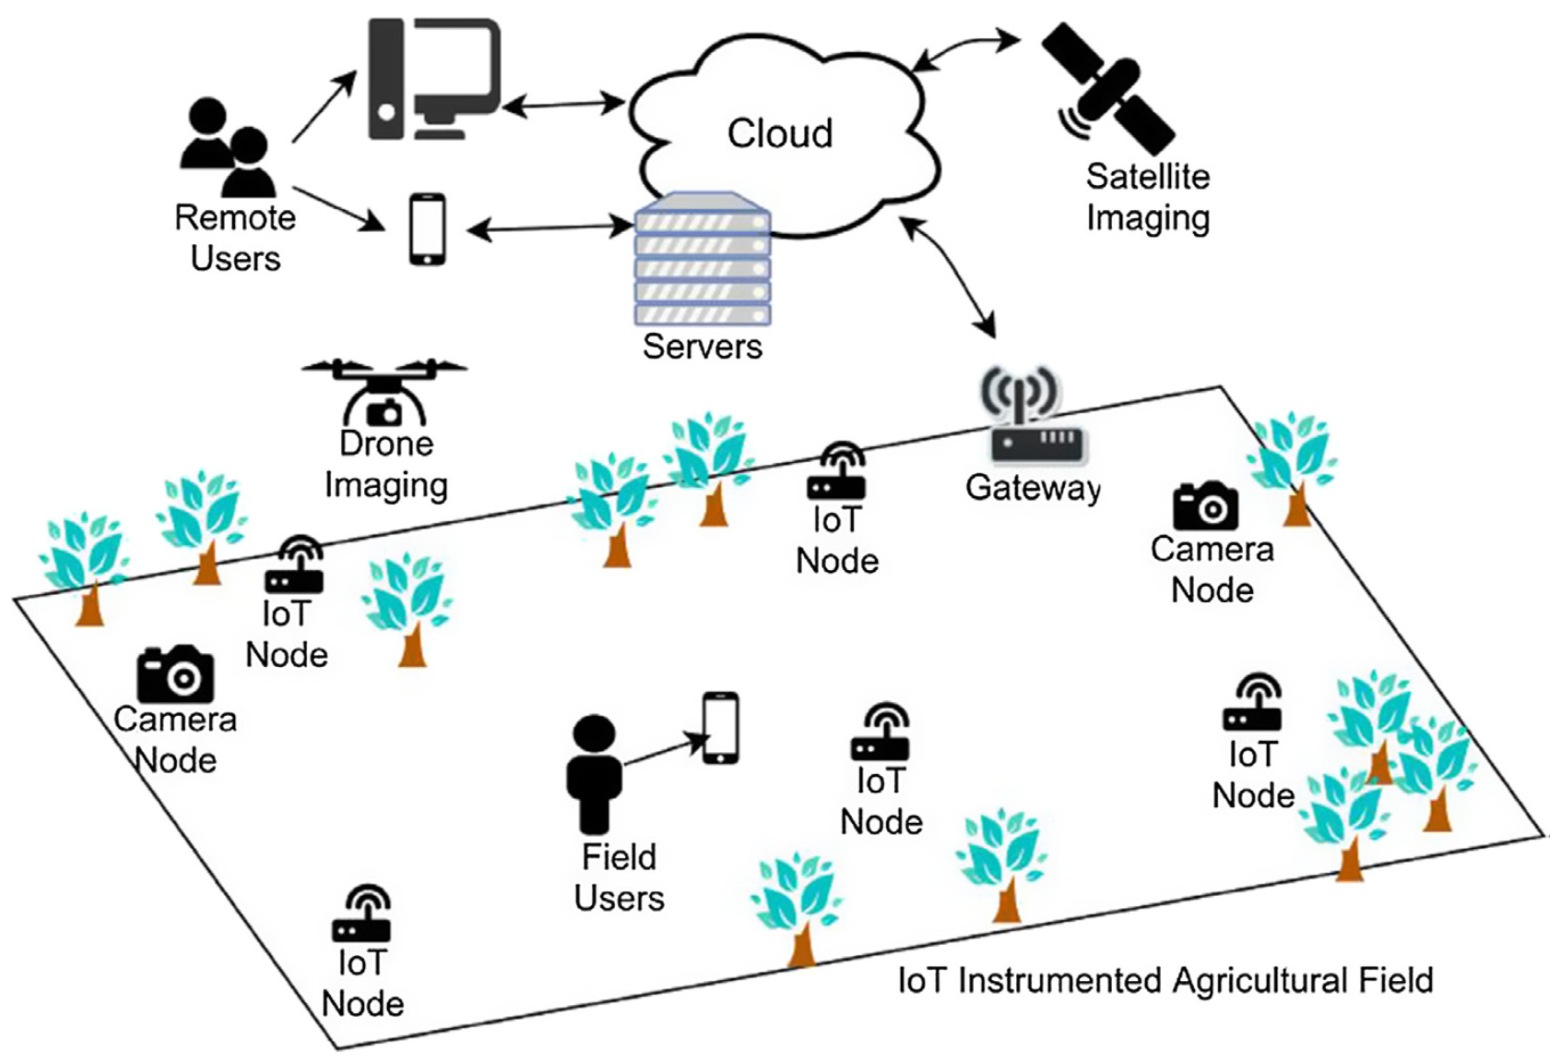 Cloud
Satellite
Imaging
Remote
Users
Servers
Drone
Imaging
Gateway
IoT
Node
Camera
Node
IoT
Node
Camera
Node
IoT
Node
IoT
Node
Field
Users
IoT
Node
IoT Instrumented Agricultural Field